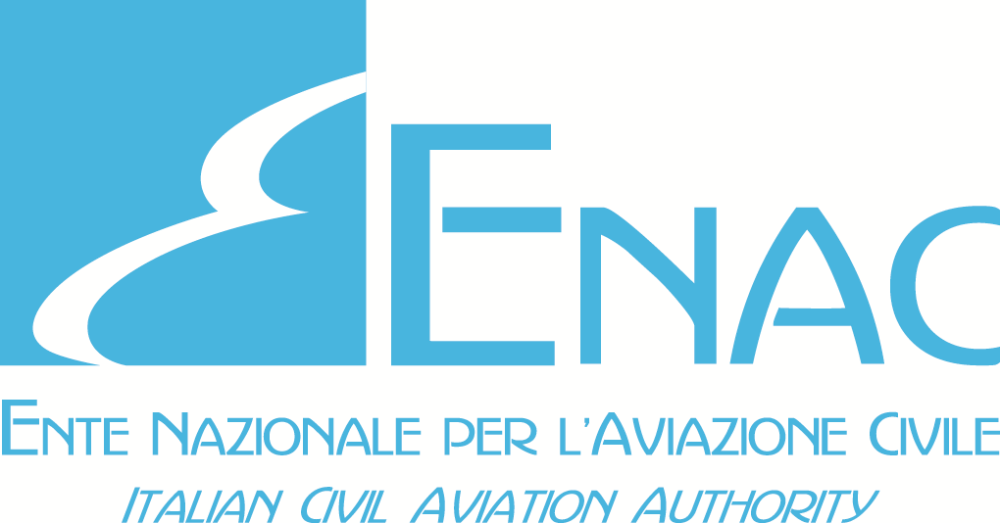 ENAC
ENTE NAZIONALE PER L'AVIAZIONE CIVILE
ITALIAN CIVIL AVIATION AUTHORITY